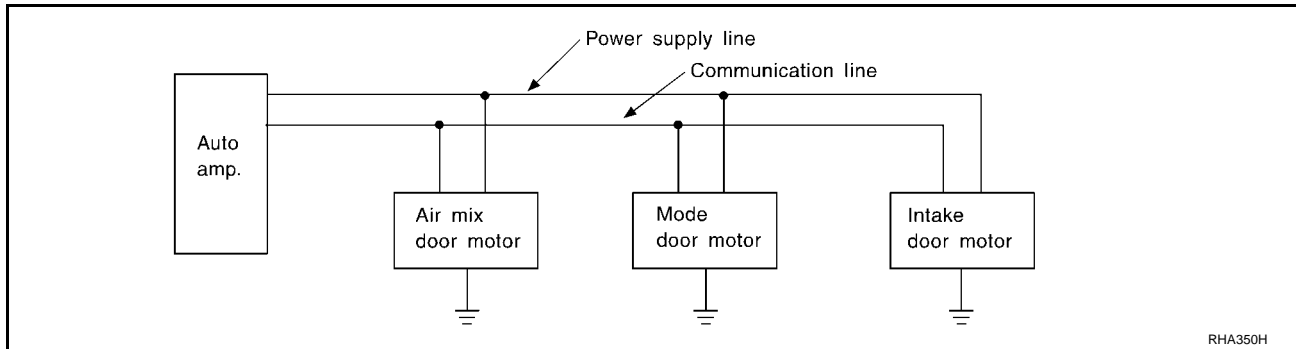 Power supply line
Communication line
Auto
amp.
Air mix
door motor
Mode
door motor
Intake
door motor
RHA350H